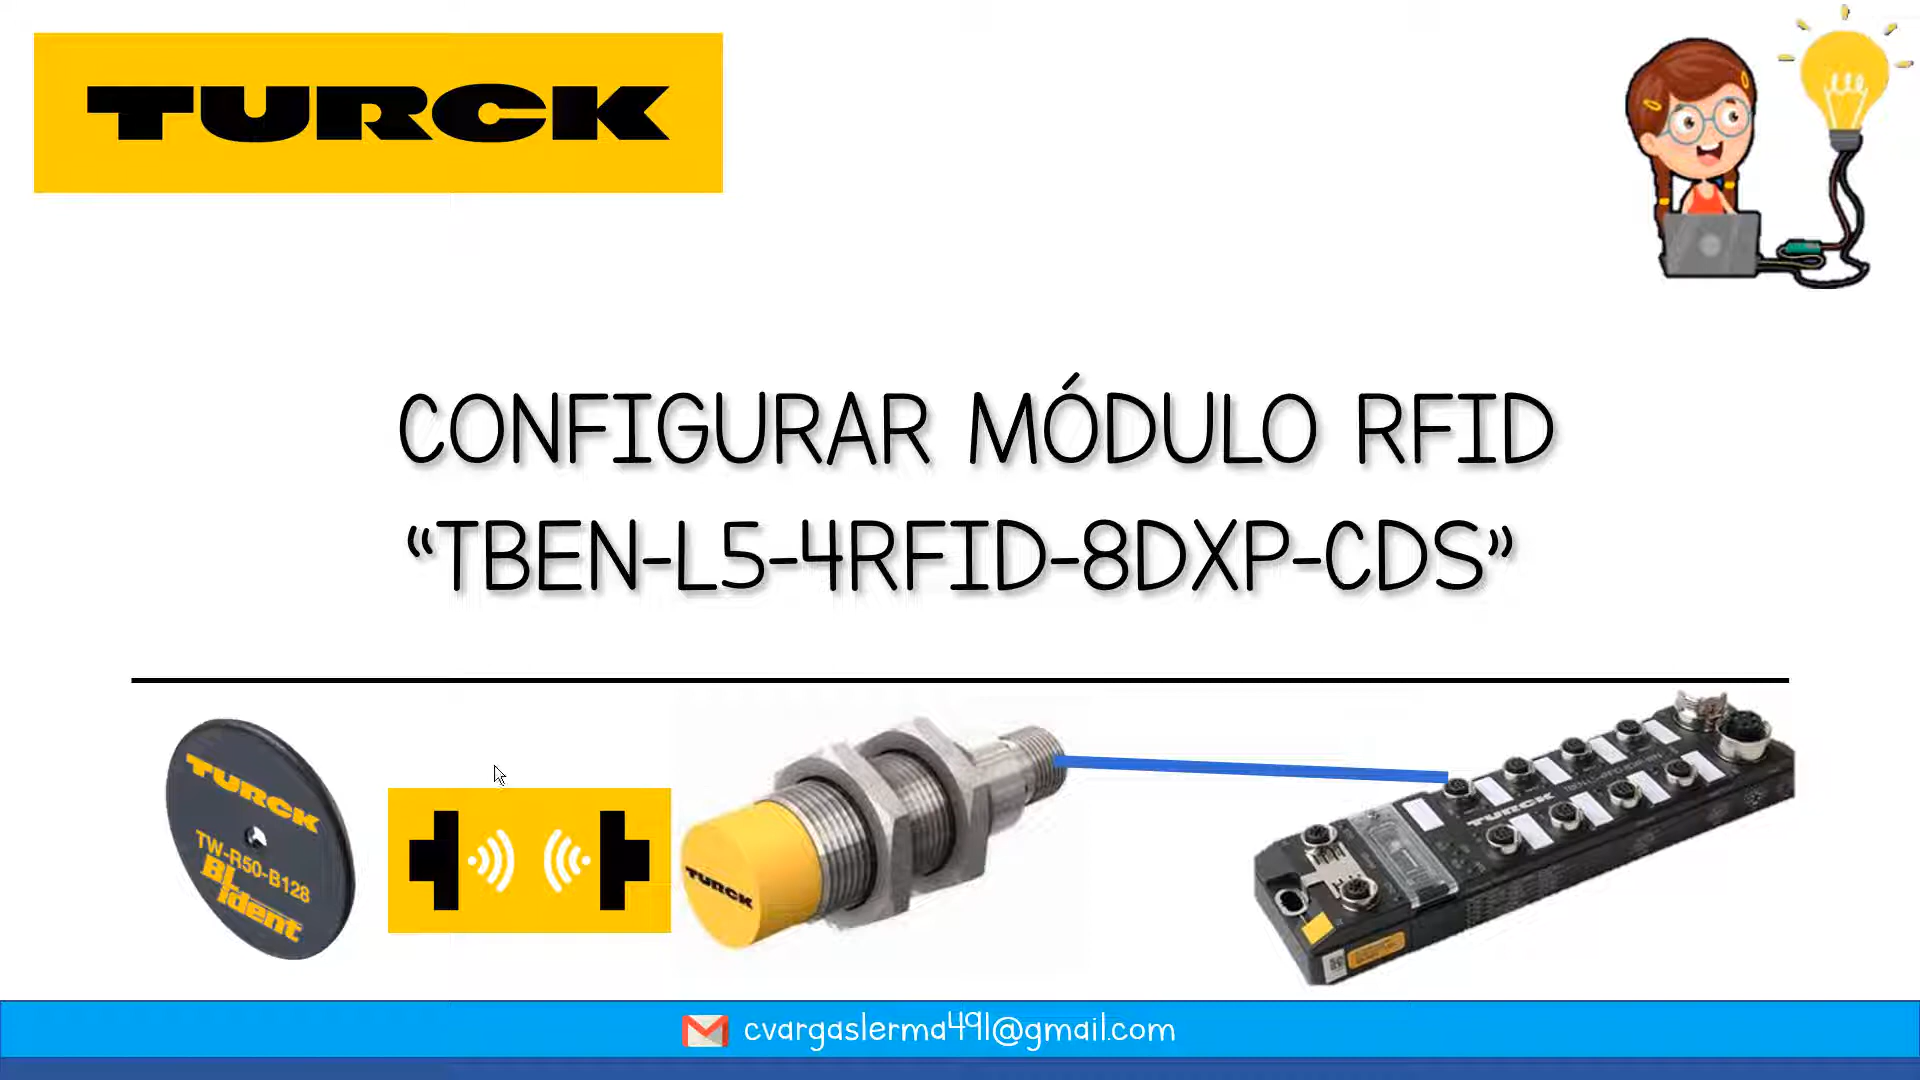 TURCK
CONFIGURAR MÓDULO RFID
“TBEN-L5-4RFID-8DXP-CDS”
TURCK
TW-R50-B128
BL ident
TURCK
TURCK
cvargaslerma491@gmail.com